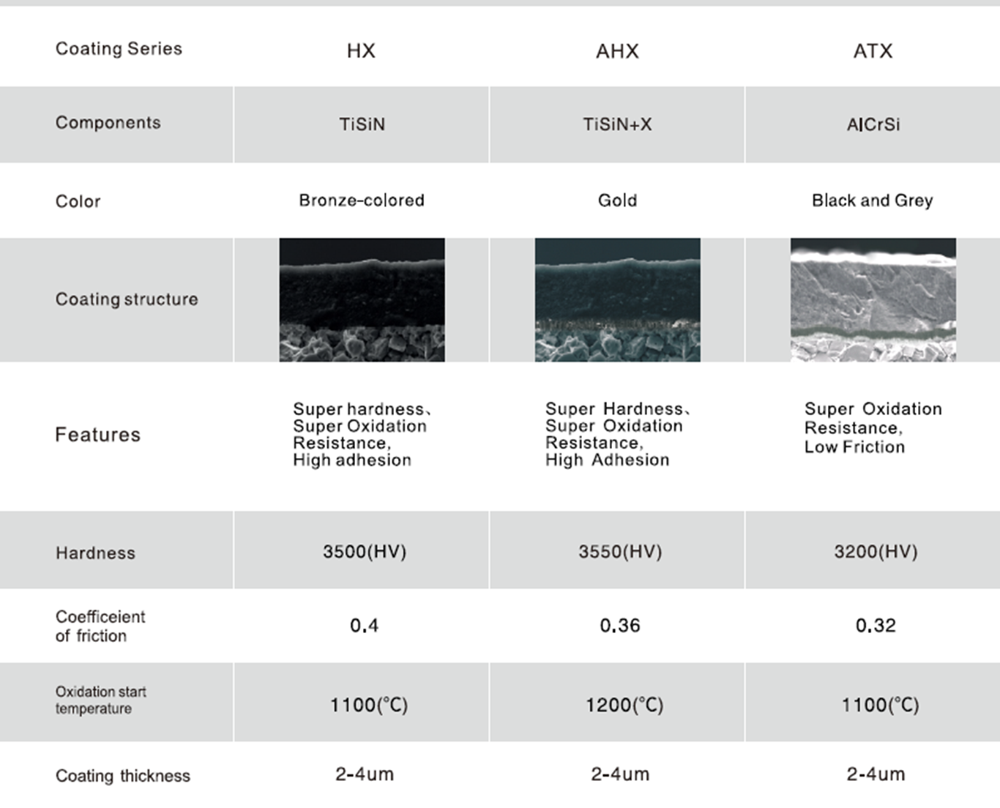 Coating Series HX AHX ATX
Components TiSiN TiSiN+X AlCrSi
Color Bronze-colored Gold Black and Grey
Coating structure
Features
Super hardness、
Super Oxidation
Resistance,
High adhesion
Super Hardness、
Super Oxidation
Resistance,
High Adhesion
Super Oxidation
Resistance,
Low Friction
Hardness 3500(HV) 3550(HV) 3200(HV)
Coefficeient
of friction
0.4 0.36 0.32
Oxidation start
temperature
1100(℃) 1200(℃) 1100(℃)
Coating thickness 2-4um 2-4um 2-4um